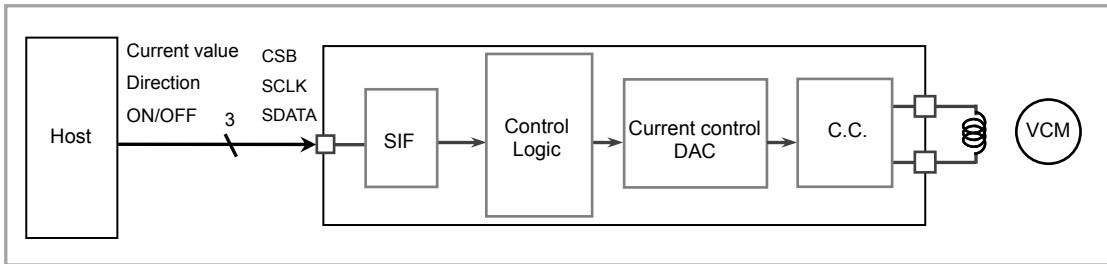 Host
Current value
Direction
ON/OFF
3
CSB
SCLK
SDATA
SIF
Control
Logic
Current control
DAC
C.C.
VCM